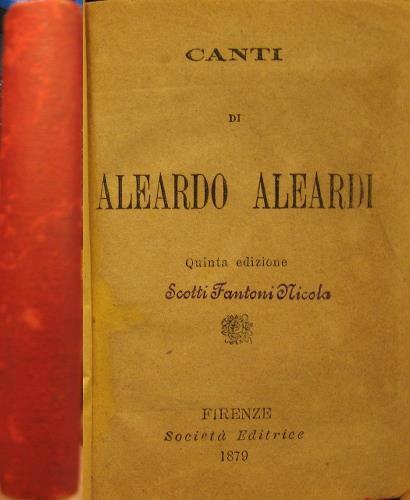 CANTI
DI
ALEARDO ALEARDI
Quinta edizione
Scotti Fantoni Nicola
FIRENZE
Società Editrice
1879